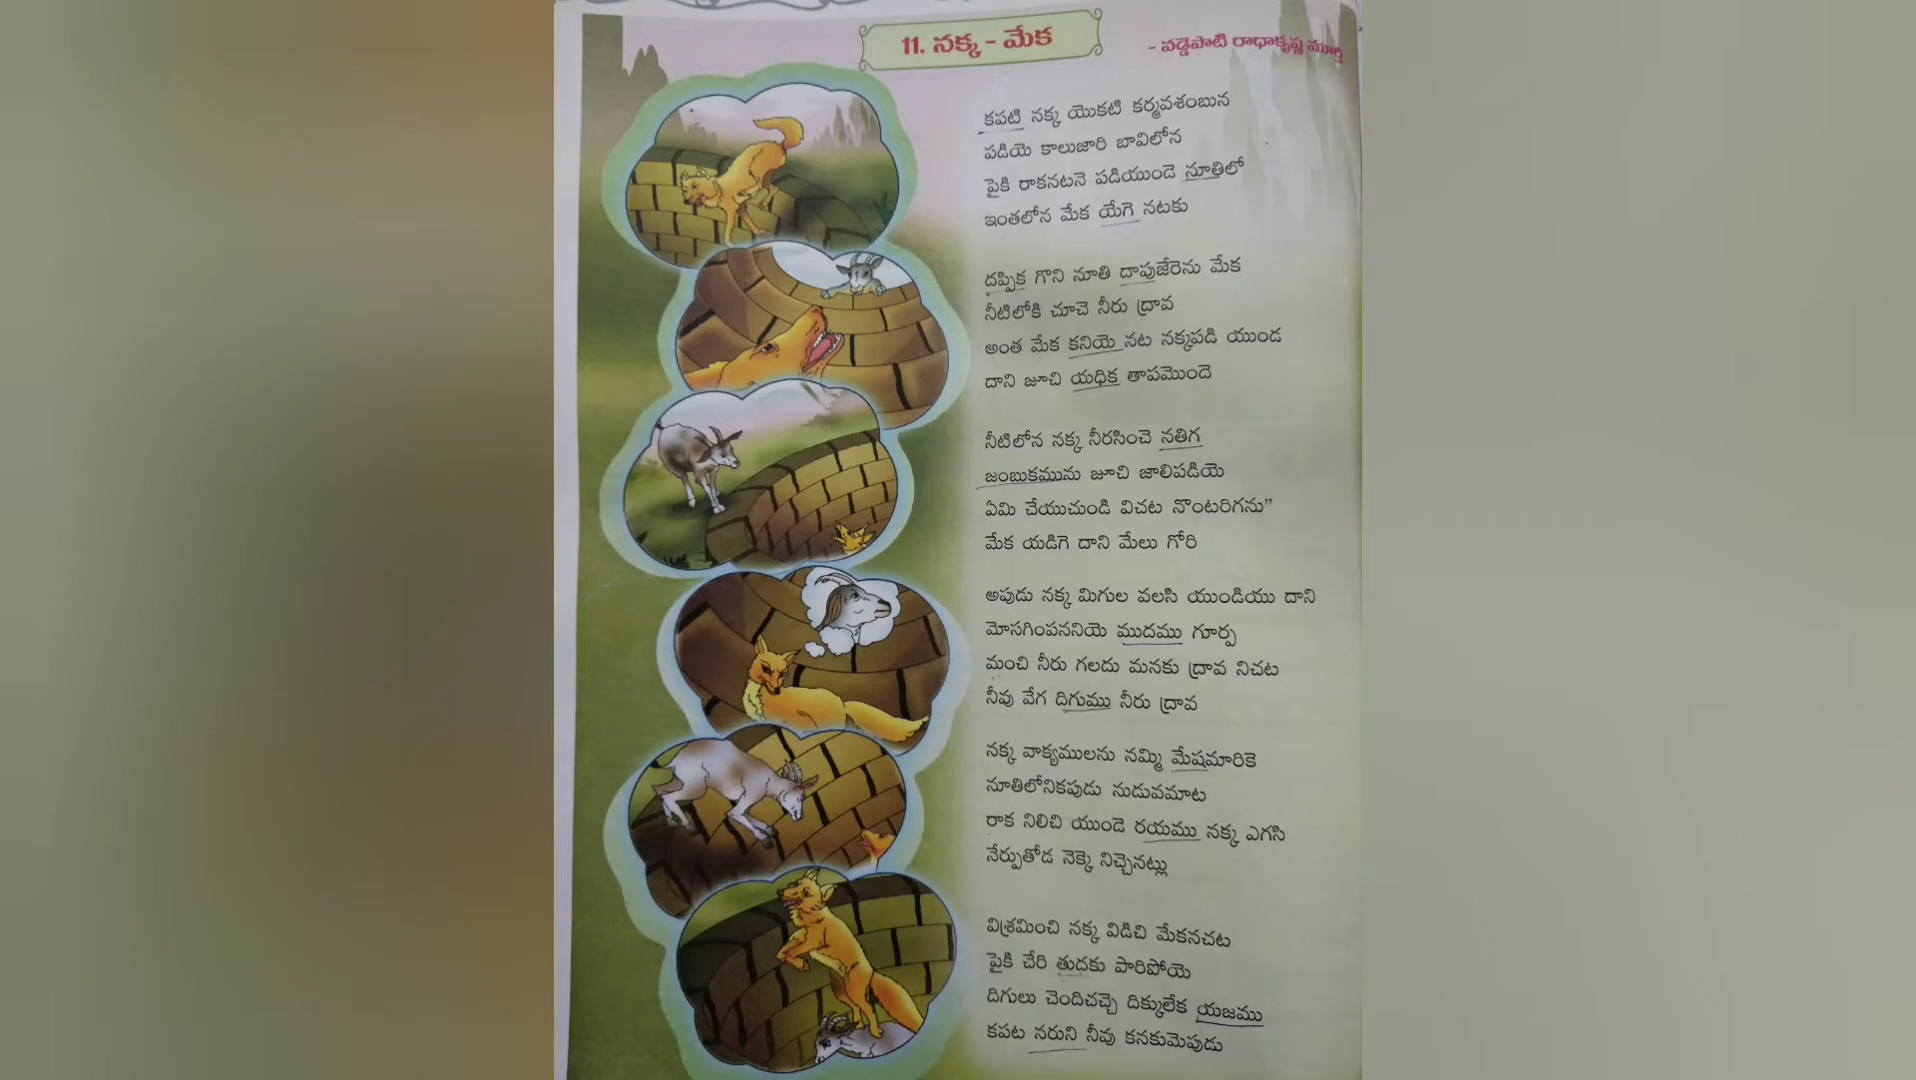 11. నక్క - మేక
- వడ్డెపాటి రాధాకృష్ణ మూర్తి
కపటి నక్క యొకటి కర్మవశంబున
పడియె కాలుజారి బావిలోన
పైకి రాకనటనె పడియుండె నూత్తిలో
ఇంతలోన మేక యేగె నటకు
దప్పిక గొని నూతి దాపుజేరెను మేక
నీటిలోకి చూచె నీరు ద్రావ
అంత మేక కనియె నట నక్కపడి యుండ
దాని జూచి యధిక తాపమొందె
నీటిలోన నక్క నీరసించె నతిగ
జంబుకమును జూచి జాలిపడియె
ఏమి చేయుచుండి విచట నొంటరిగను”
మేక యడిగె దాని మేలు గోరి
అపుడు నక్క మిగుల వలసి యుండియు దాని
మోసగింపననియె ముదము గూర్ప
మంచి నీరు గలదు మనకు ద్రావ నిచట
నీవు వేగ దిగుము నీరు ద్రావ
నక్క వాక్యములను నమ్మి మేషమారికె
నూతిలోనికపుడు నుడువమాట
రాక నిలిచి యుండె రయము నక్క ఎగసి
నేర్పుతోడ నెక్కె నిచ్చెనట్లు
విశ్రమించి నక్క విడిచి మేకనచట
పైకి చేరి తుదకు పారిపోయె
దిగులు చెందిచచ్చె దిక్కులేక యజము
కపట నరుని నీవు కనకుమెపుడు